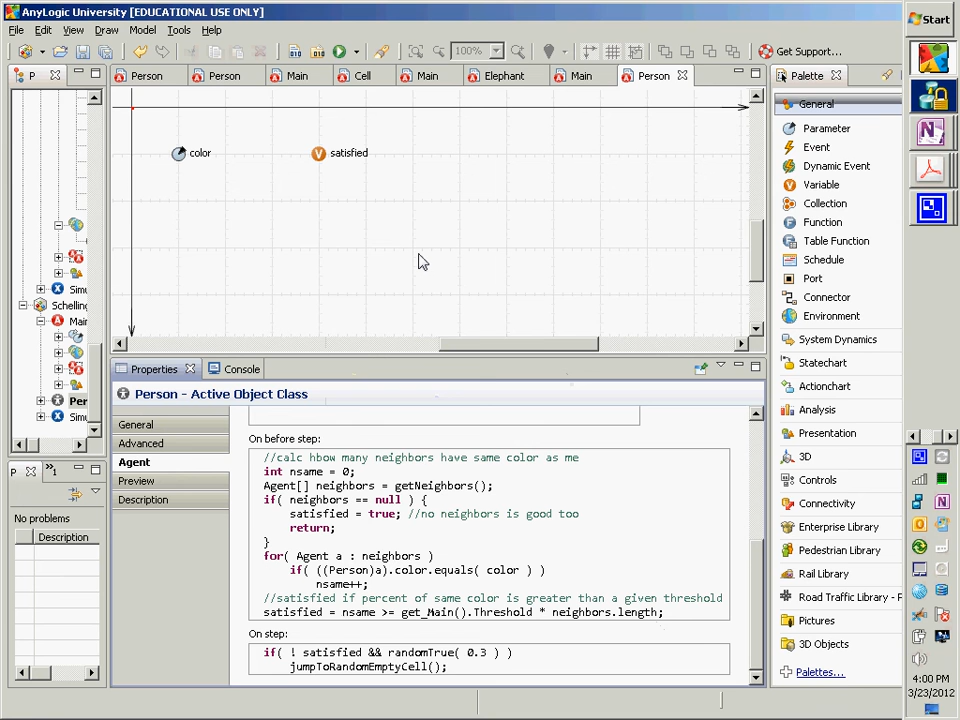 AnyLogic University [EDUCATIONAL USE ONLY]
Start
File Edit View Draw Model Tools Help
100% Get Support...
P Person Person Main Cell Main Elephant Main Person Palette
General
color satisfied
Parameter
Event
Dynamic Event
Variable
Collection
Function
Table Function
Schedule
Port
Connector
Environment
System Dynamics
Statechart
Actionchart
Analysis
Presentation
3D
Controls
Connectivity
Enterprise Library
Pedestrian Library
Rail Library
Road Traffic Library - P
Pictures
3D Objects
Palettes...
Simu
Schelling
Mai
Per
Simu
P »1
No problems
Description
Properties Console
Person - Active Object Class
General
Advanced
Agent
Preview
Description
On before step:
//calc hbow many neighbors have same color as me
int nsame = 0;
Agent[] neighbors = getNeighbors();
if( neighbors == null ) {
satisfied = true; //no neighbors is good too
return;
}
for( Agent a : neighbors )
if( ((Person)a).color.equals( color ) )
nsame++;
//satisfied if percent of same color is greater than a given threshold
satisfied = nsame >= get_Main().Threshold * neighbors.length;
On step:
if( ! satisfied && randomTrue( 0.3 ) )
jumpToRandomEmptyCell();
4:00 PM
3/23/2012